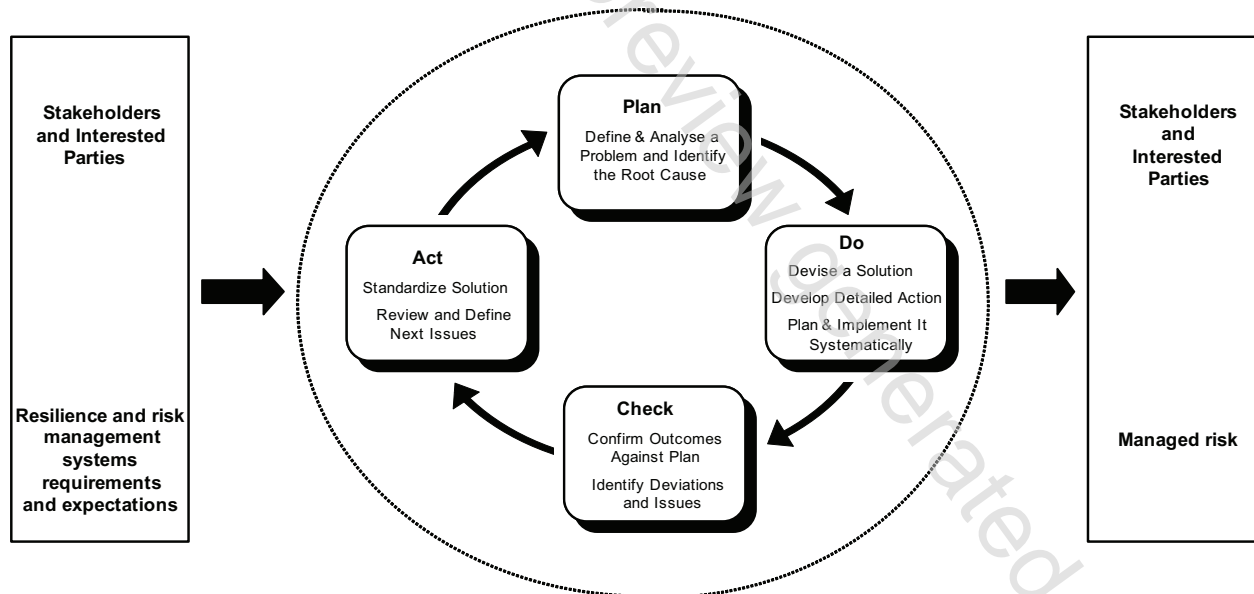 Stakeholders
and Interested
Parties
Resilience and risk
management
systems
requirements
and expectations
Plan
Define & Analyse a
Problem and Identify
the Root Cause
Do
Devise a Solution
Develop Detailed Action
Plan & Implement It
Systematically
Check
Confirm Outcomes
Against Plan
Identify Deviations
and Issues
Act
Standardize Solution
Review and Define
Next Issues
Stakeholders
and
Interested
Parties
Managed risk
generated